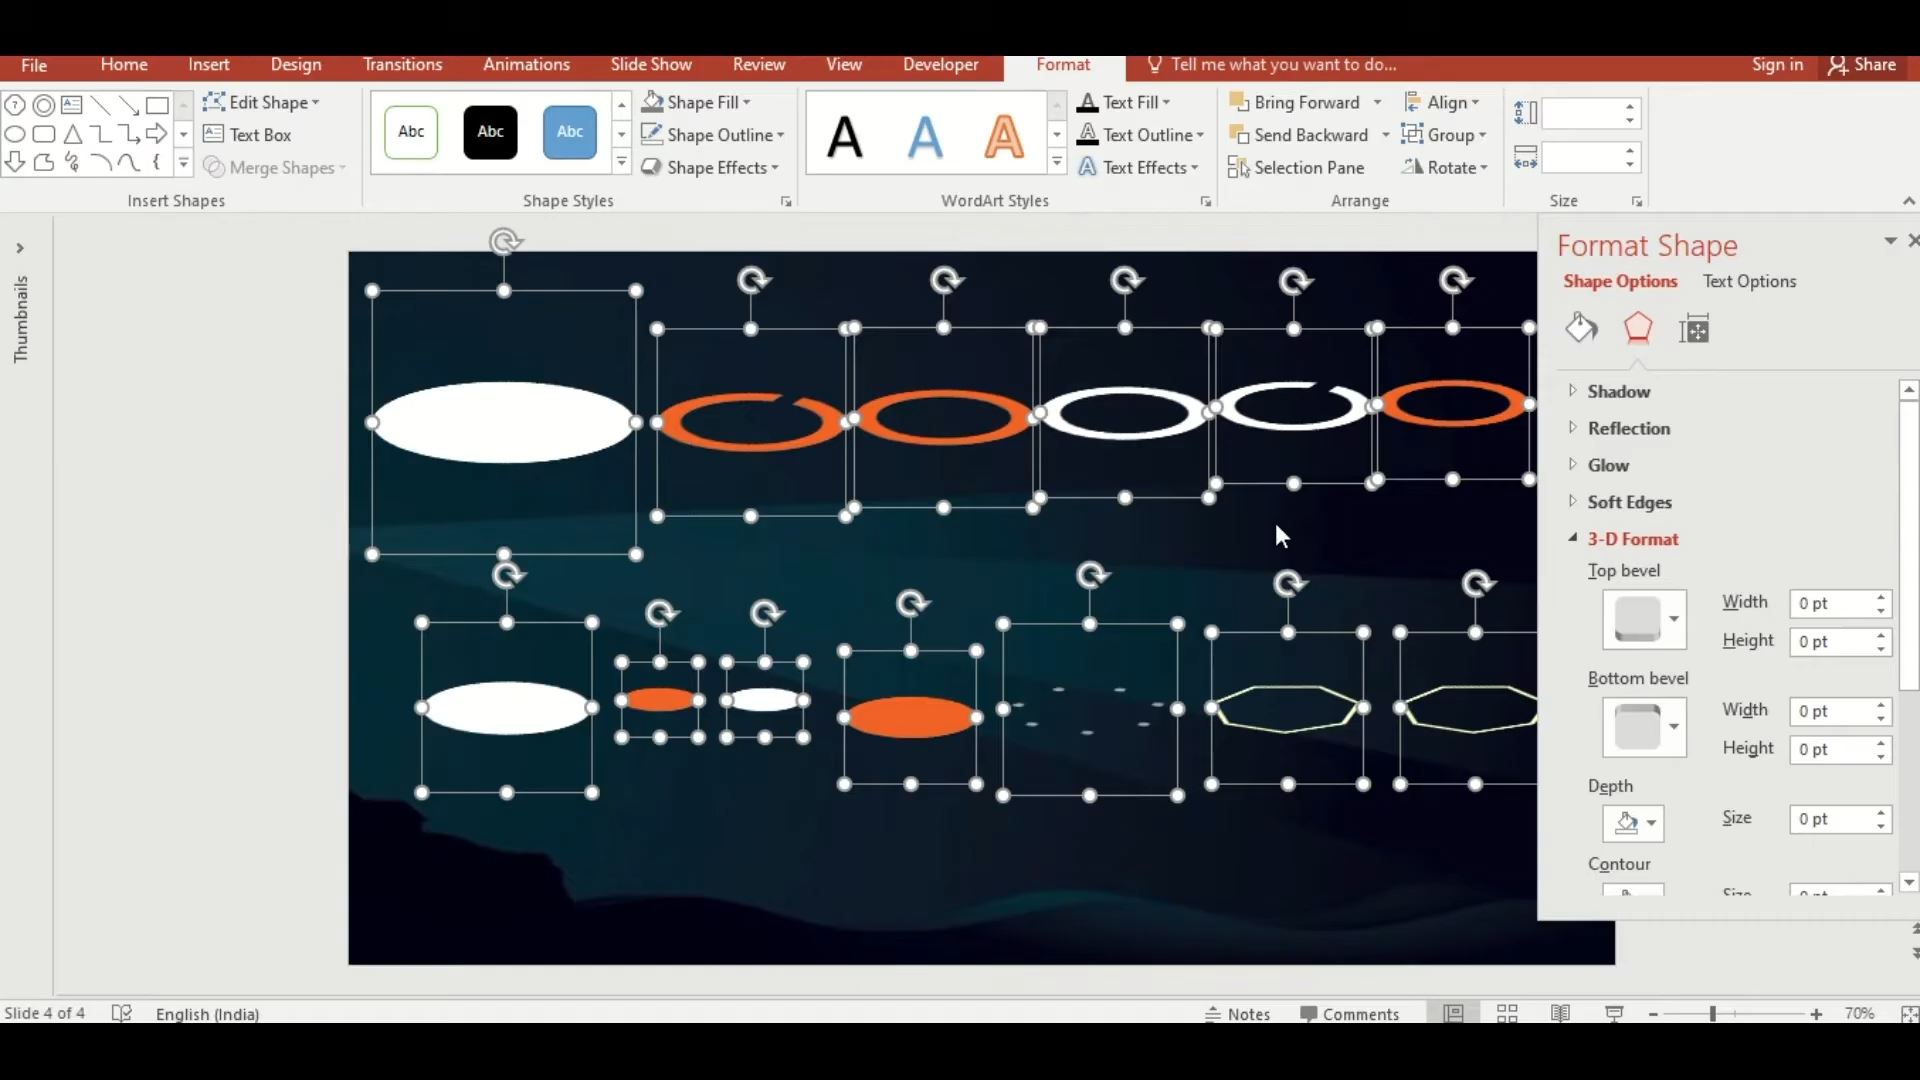 File Home Insert Design Transitions Animations Slide Show Review View Developer Format Tell me what you want to do... Sign in Share
Edit Shape
Text Box
Merge Shapes
Insert Shapes
Abc Abc Abc
Shape Fill
Shape Outline
Shape Effects
Shape Styles
A A A
Text Fill
Text Outline
Text Effects
WordArt Styles
Bring Forward
Send Backward
Selection Pane
Align
Group
Rotate
Arrange
Size
Thumbnails
Format Shape
Shape Options Text Options
Shadow
Reflection
Glow
Soft Edges
3-D Format
Top bevel
Width 0 pt
Height 0 pt
Bottom bevel
Width 0 pt
Height 0 pt
Depth
Size 0 pt
Contour
Size 0 pt
Slide 4 of 4 English (India) Notes Comments 70%